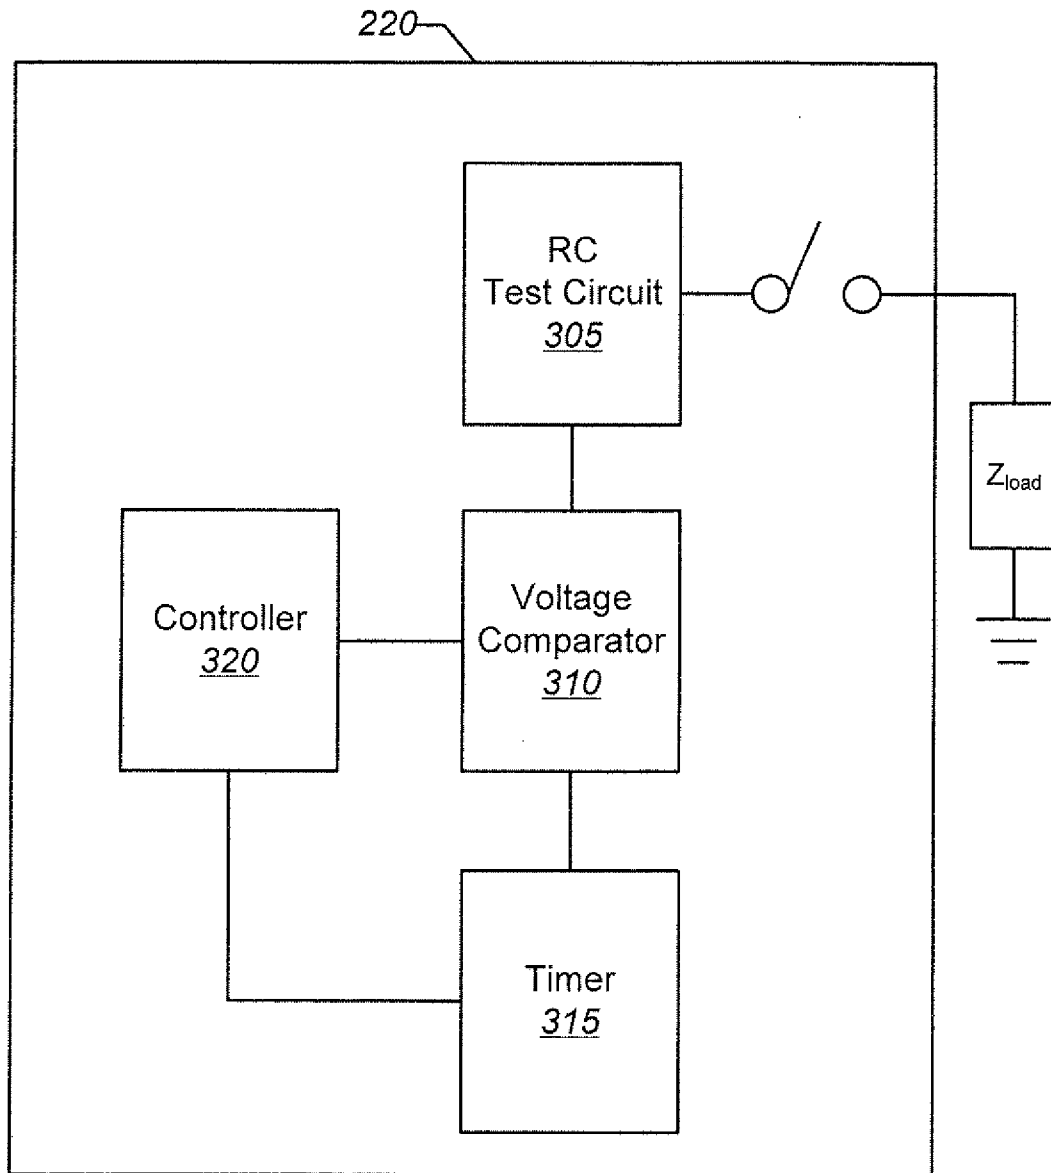 220
RC
Test Circuit
305
Z_load
Controller
320
Voltage
Comparator
310
Timer
315